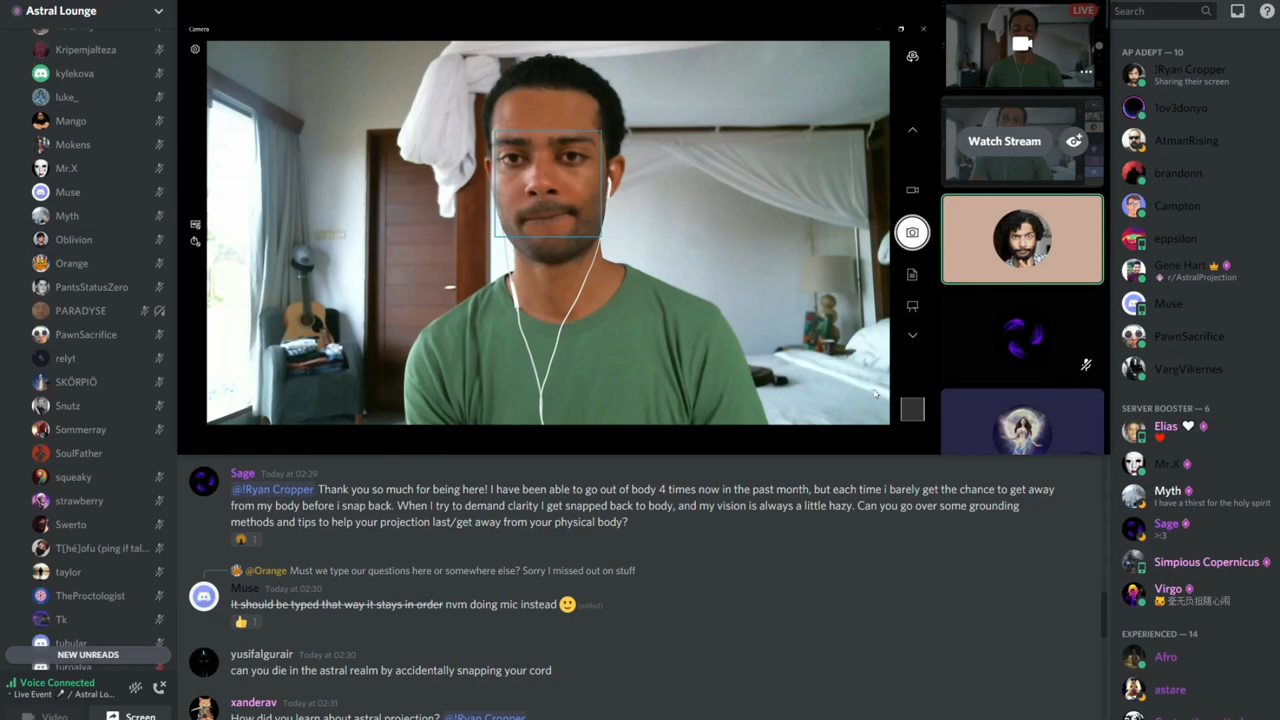 Astral Lounge
Kripemjalteza
kylekova
luke_
Mango
Mokens
Mr.X
Muse
Myth
Oblivion
Orange
PantsStatusZero
PARADYSE
PawnSacrifice
relyt
SKÖRPIÖ
Snutz
Sommerray
SoulFather
squeaky
strawberry
Swerto
T[hé]ofu (ping if tal...
taylor
TheProctologist
Tk
tubular
NEW UNREADS
Voice Connected
Live Event / Astral Lo...
Video
Screen
Camera
LIVE
Watch Stream
Sage Today at 02:29
@!Ryan Cropper Thank you so much for being here! I have been able to go out of body 4 times now in the past month, but each time i barely get the chance to get away
from my body before i snap back. When I try to demand clarity I get snapped back to body, and my vision is always a little hazy. Can you go over some grounding
methods and tips to help your projection last/get away from your physical body?
1
@Orange Must we type our questions here or somewhere else? Sorry I missed out on stuff
Muse Today at 02:30
It should be typed that way it stays in order nvm doing mic instead (edited)
1
yusifalgurair Today at 02:30
can you die in the astral realm by accidentally snapping your cord
xanderav Today at 02:31
How did you learn about astral projection? @!Ryan Cropper
Search
AP ADEPT — 10
!Ryan Cropper
Sharing their screen
1ov3donyo
AtmanRising
brandonn
Campton
eppsilon
Gene Hart
r/AstralProjection
Muse
PawnSacrifice
VargVikernes
SERVER BOOSTER — 6
Elias
Mr.X
Myth
I have a thirst for the holy spirit
Sage
>:3
Simpious Copernicus
Virgo
毫无负担随心闹
EXPERIENCED — 14
Afro
astare